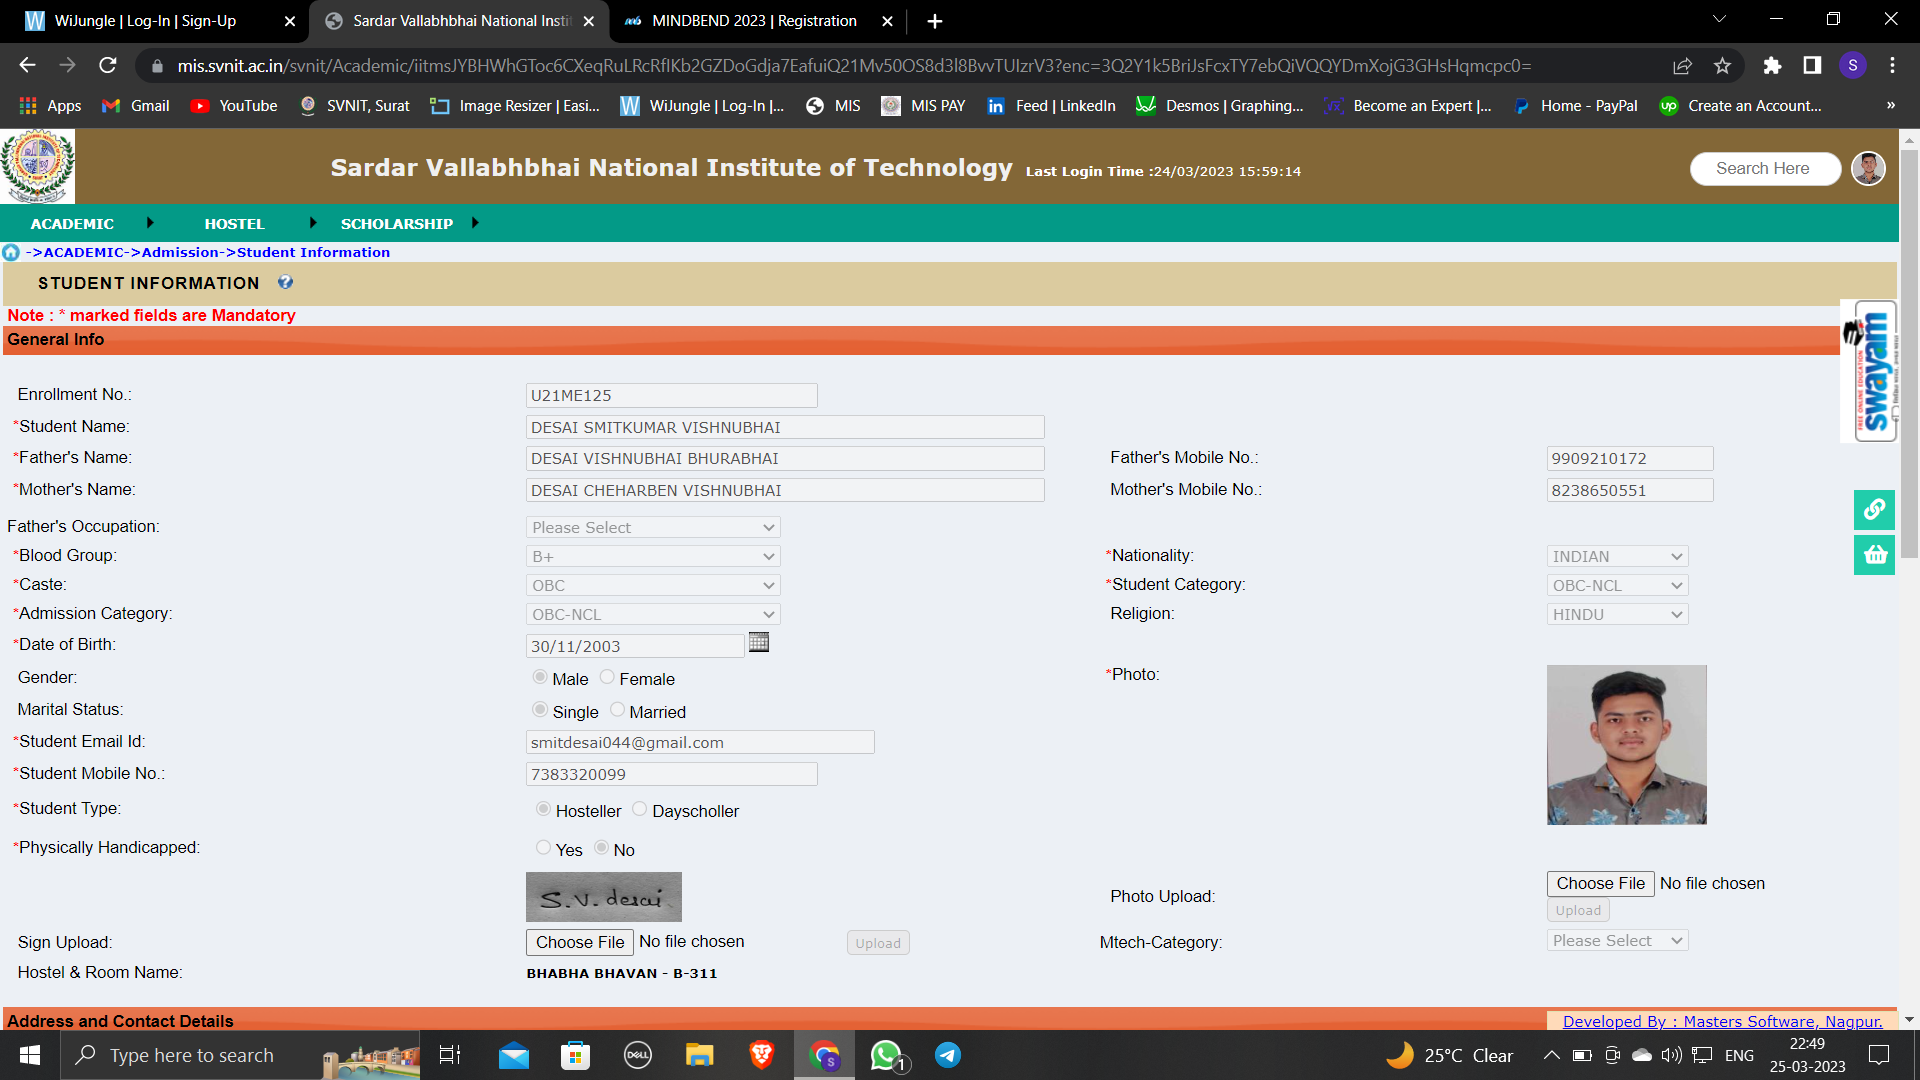 WiJungle | Log-In | Sign-Up
Sardar Vallabhbhai National Instit
MINDBEND 2023 | Registration
mis.svnit.ac.in/svnit/Academic/iitmsJYBHWhGToc6CXeqRuLRcRfIKb2GZDoGdja7EafuiQ21Mv50OS8d3l8BvvTUlzrV3?enc=3Q2Y1k5BriJsFcxTY7ebQiVQQYDmXojG3GHsHqmcpc0=
S
Apps Gmail YouTube SVNIT, Surat Image Resizer | Easi... WiJungle | Log-In |... MIS MIS PAY Feed | LinkedIn Desmos | Graphing... Become an Expert |... Home - PayPal Create an Account... »
Sardar Vallabhbhai National Institute of Technology Last Login Time :24/03/2023 15:59:14
Search Here
ACADEMIC HOSTEL SCHOLARSHIP
->ACADEMIC->Admission->Student Information
STUDENT INFORMATION
Note : * marked fields are Mandatory
General Info
FREE ONLINE EDUCATION
swayam
Enrollment No.: U21ME125
*Student Name: DESAI SMITKUMAR VISHNUBHAI
*Father's Name: DESAI VISHNUBHAI BHURABHAI Father's Mobile No.: 9909210172
*Mother's Name: DESAI CHEHARBEN VISHNUBHAI Mother's Mobile No.: 8238650551
Father's Occupation: Please Select
*Blood Group: B+ *Nationality: INDIAN
*Caste: OBC *Student Category: OBC-NCL
*Admission Category: OBC-NCL Religion: HINDU
*Date of Birth: 30/11/2003
Gender: Male Female *Photo:
Marital Status: Single Married
*Student Email Id: smitdesai044@gmail.com
*Student Mobile No.: 7383320099
*Student Type: Hosteller Dayscholler
*Physically Handicapped: Yes No
S.V. desai
Photo Upload: Choose File No file chosen
Upload
Sign Upload: Choose File No file chosen Upload Mtech-Category: Please Select
Hostel & Room Name: BHABHA BHAVAN - B-311
Address and Contact Details
Developed By : Masters Software, Nagpur.
Type here to search
DELL
S
1
25°C Clear
ENG
22:49
25-03-2023